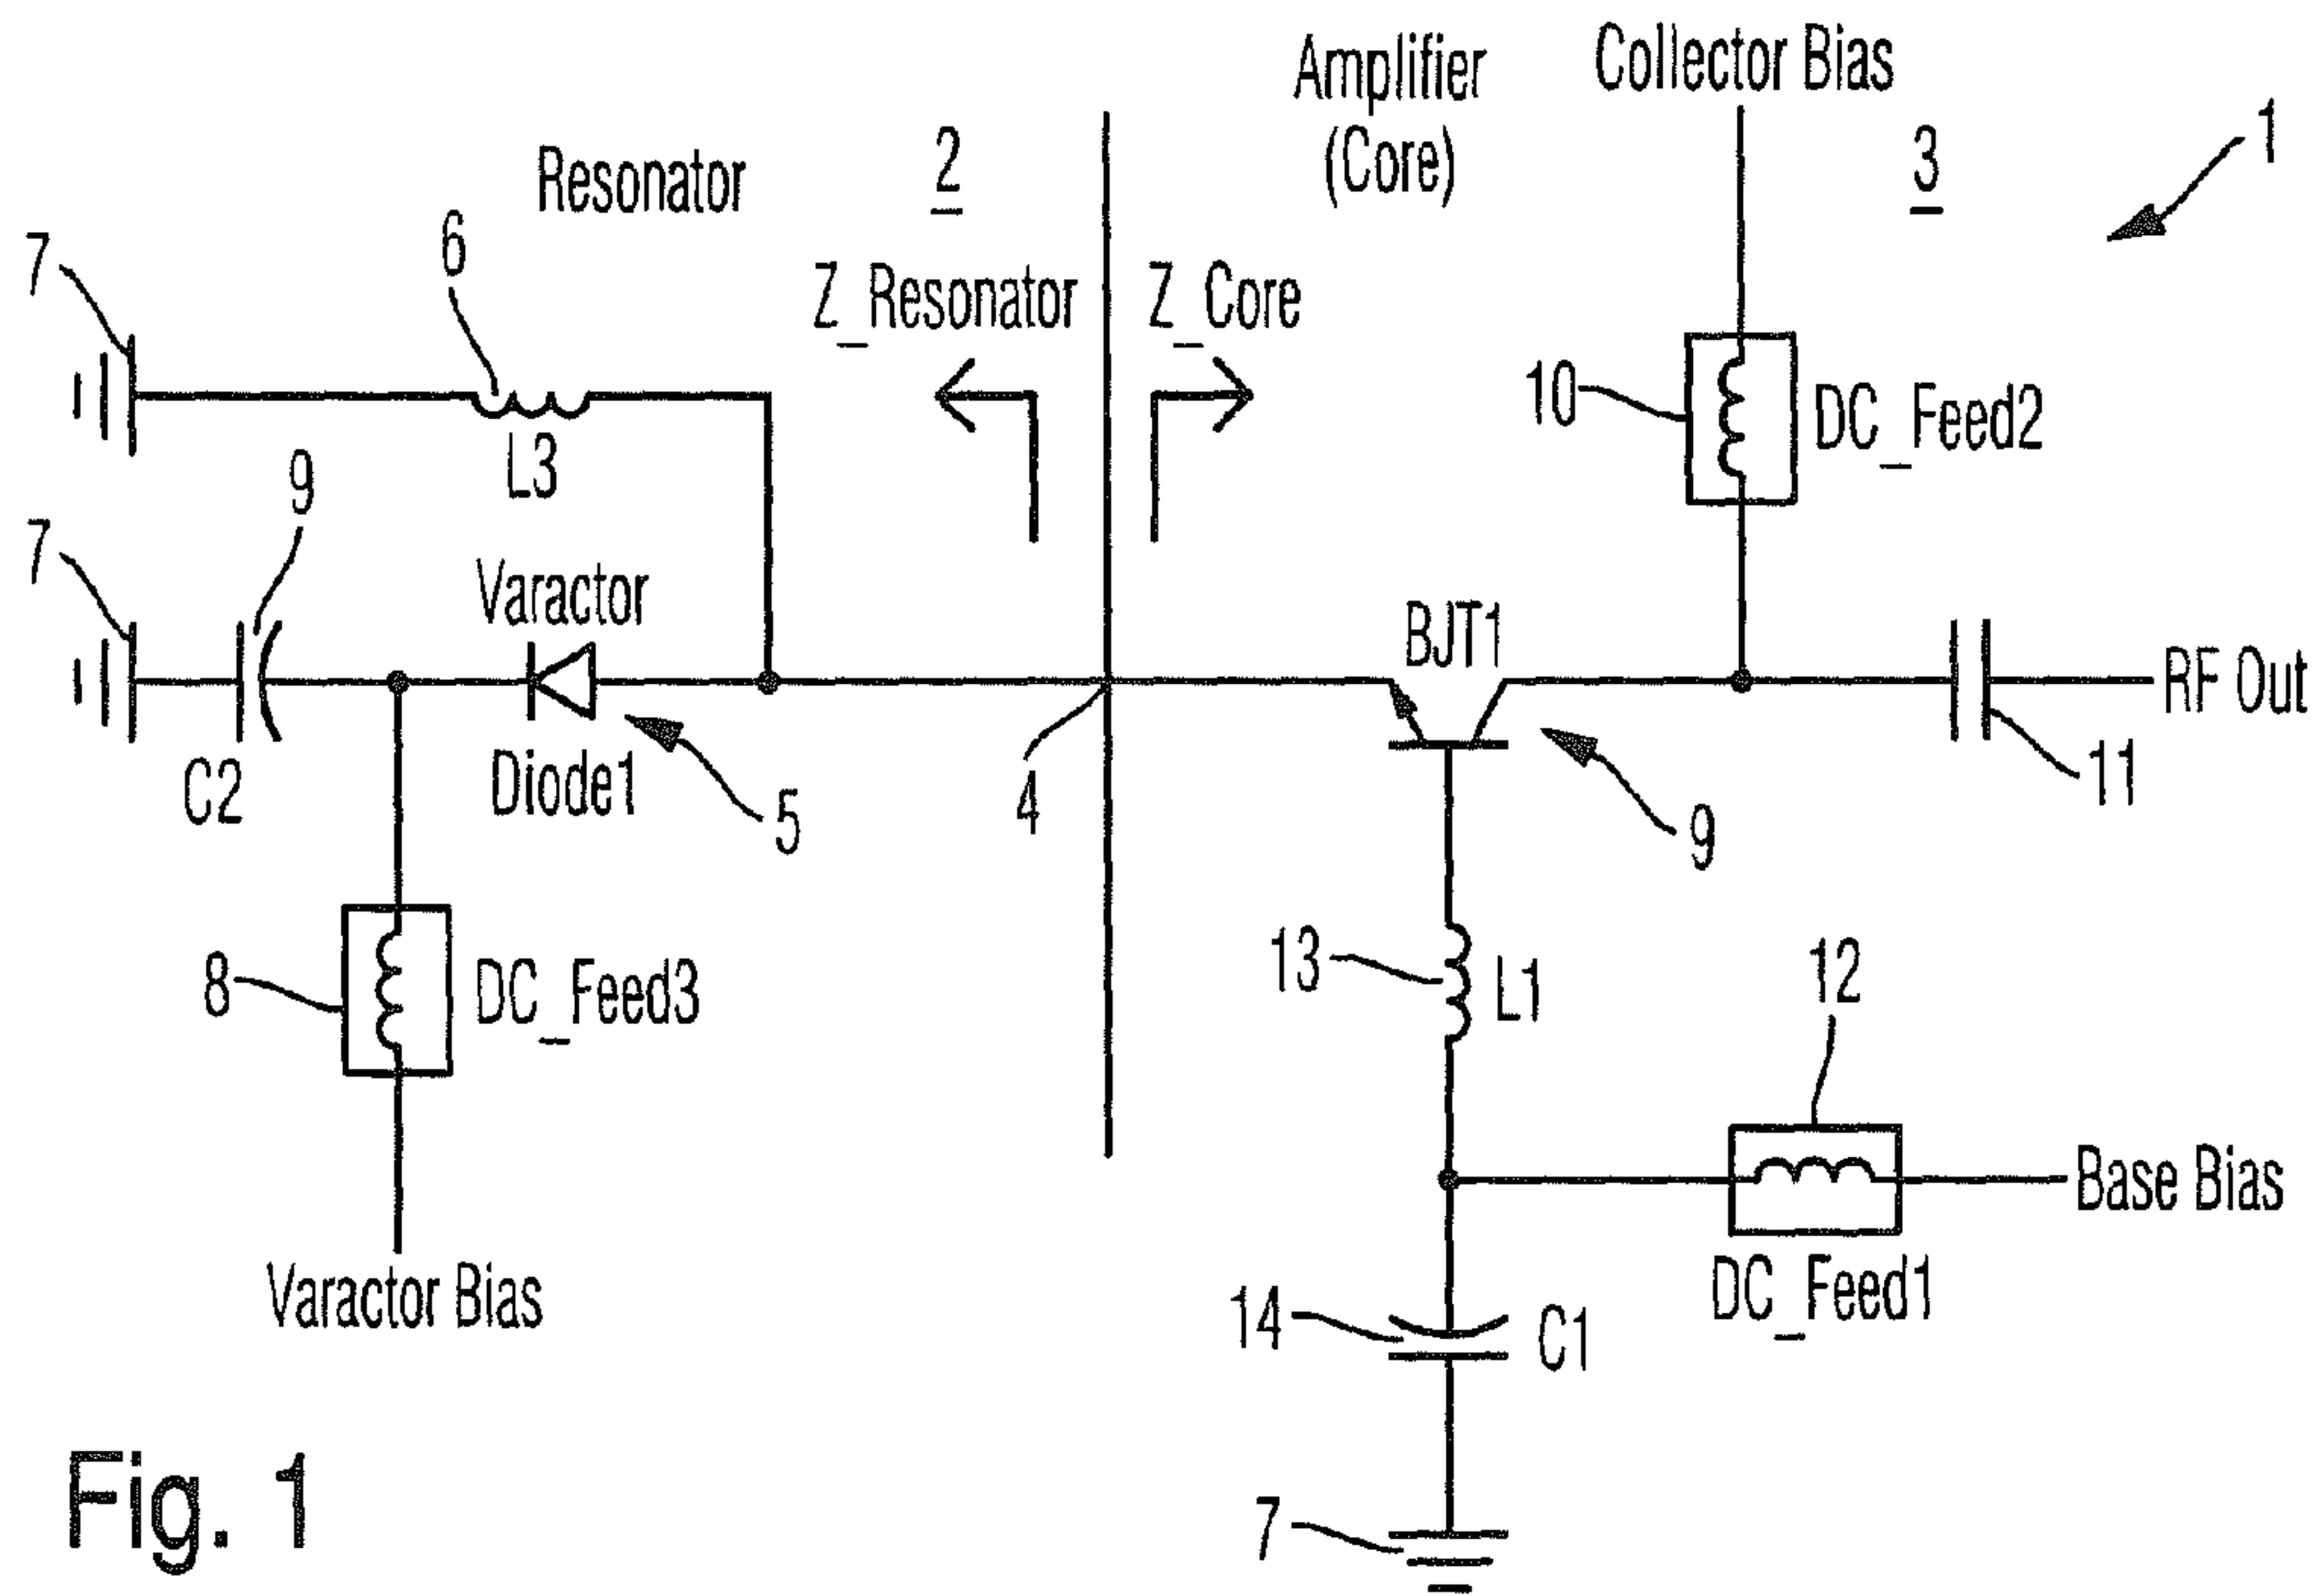 Collector Bias
Amplifier
(Core)
1
Resonator
2
3
7
6
Z_Resonator
Z_Core
10
DC_Feed2
L3
9
7
Varactor
BJT1
RF Out
C2
Diode1
5
4
9
11
8
DC_Feed3
13
L1
12
Base Bias
Varactor Bias
DC_Feed1
14
C1
Fig. 1
7